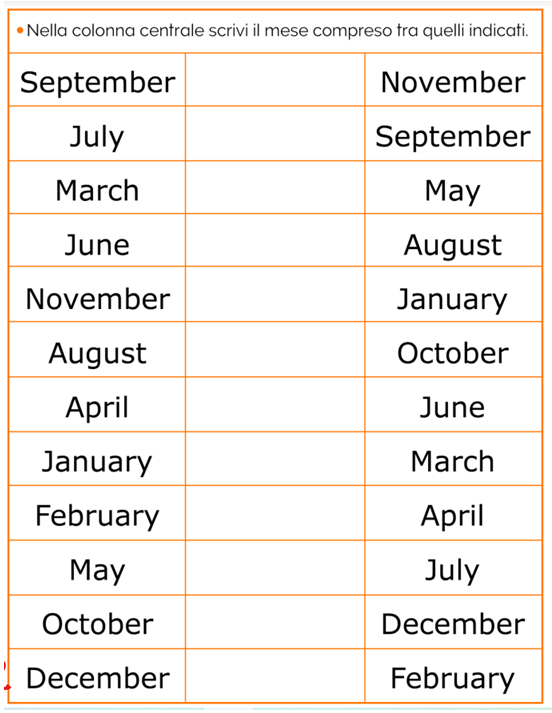 • Nella colonna centrale scrivi il mese compreso tra quelli indicati.
September November
July September
March May
June August
November January
August October
April June
January March
February April
May July
October December
December February